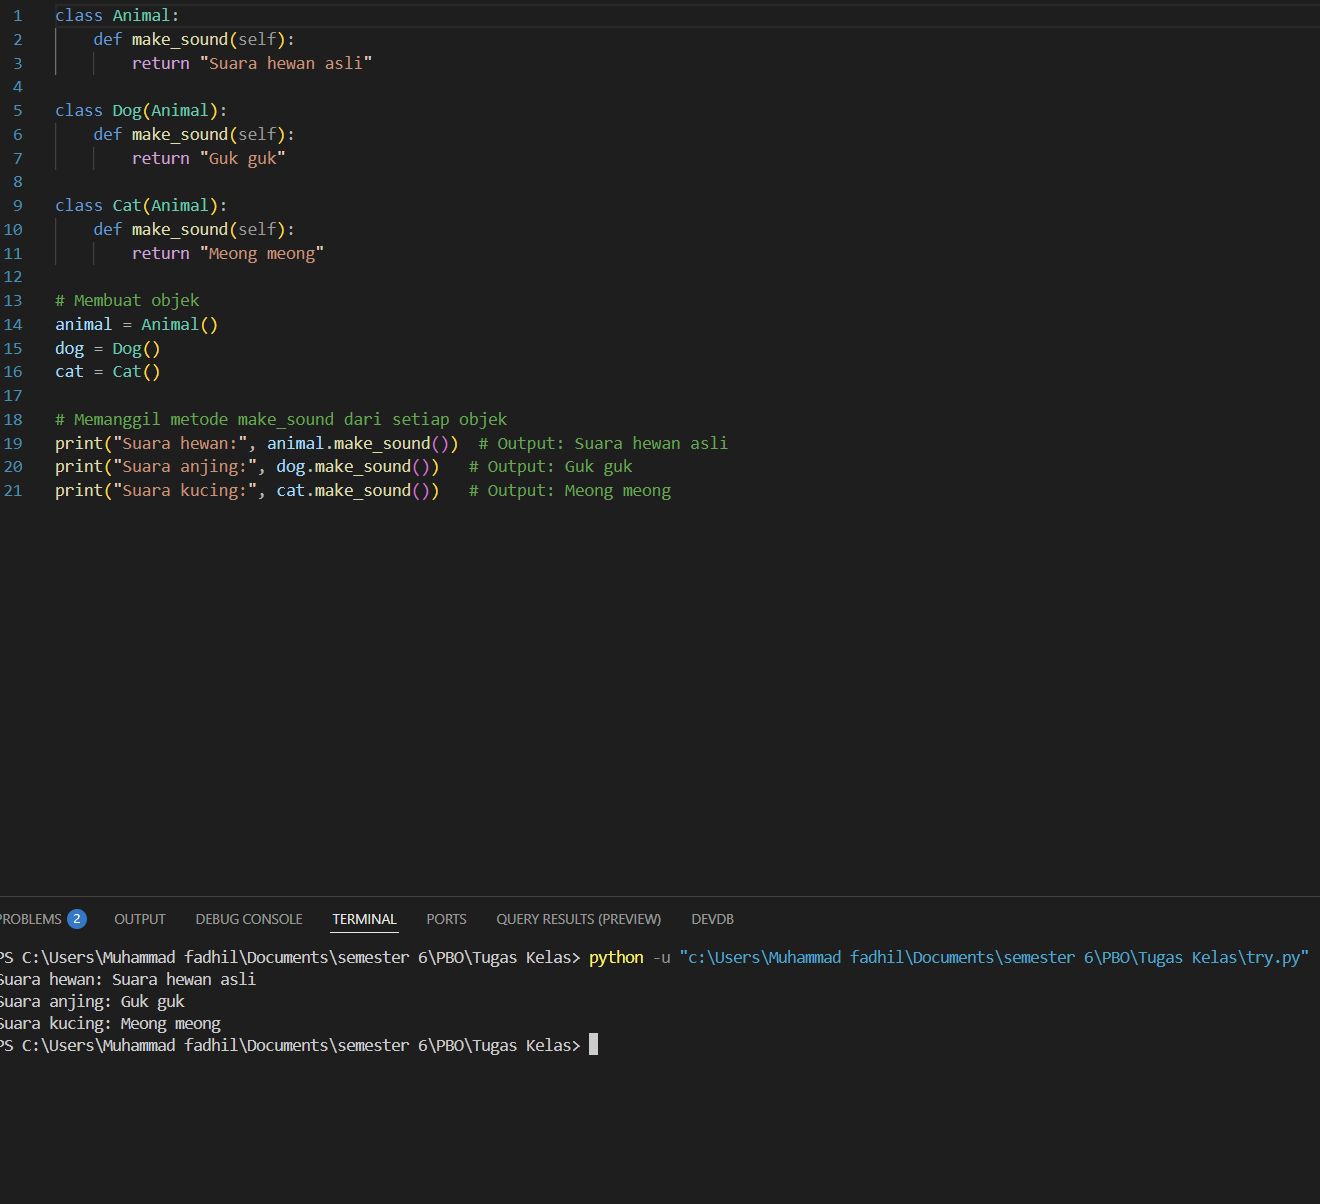 1 class Animal:
2 def make_sound(self):
3 return "Suara hewan asli"
4
5 class Dog(Animal):
6 def make_sound(self):
7 return "Guk guk"
8
9 class Cat(Animal):
10 def make_sound(self):
11 return "Meong meong"
12
13 # Membuat objek
14 animal = Animal()
15 dog = Dog()
16 cat = Cat()
17
18 # Memanggil metode make_sound dari setiap objek
19 print("Suara hewan:", animal.make_sound()) # Output: Suara hewan asli
20 print("Suara anjing:", dog.make_sound()) # Output: Guk guk
21 print("Suara kucing:", cat.make_sound()) # Output: Meong meong
PROBLEMS 2 OUTPUT DEBUG CONSOLE TERMINAL PORTS QUERY RESULTS (PREVIEW) DEVDB
PS C:\Users\Muhammad fadhil\Documents\semester 6\PBO\Tugas Kelas> python -u "c:\Users\Muhammad fadhil\Documents\semester 6\PBO\Tugas Kelas\try.py"
Suara hewan: Suara hewan asli
Suara anjing: Guk guk
Suara kucing: Meong meong
PS C:\Users\Muhammad fadhil\Documents\semester 6\PBO\Tugas Kelas>